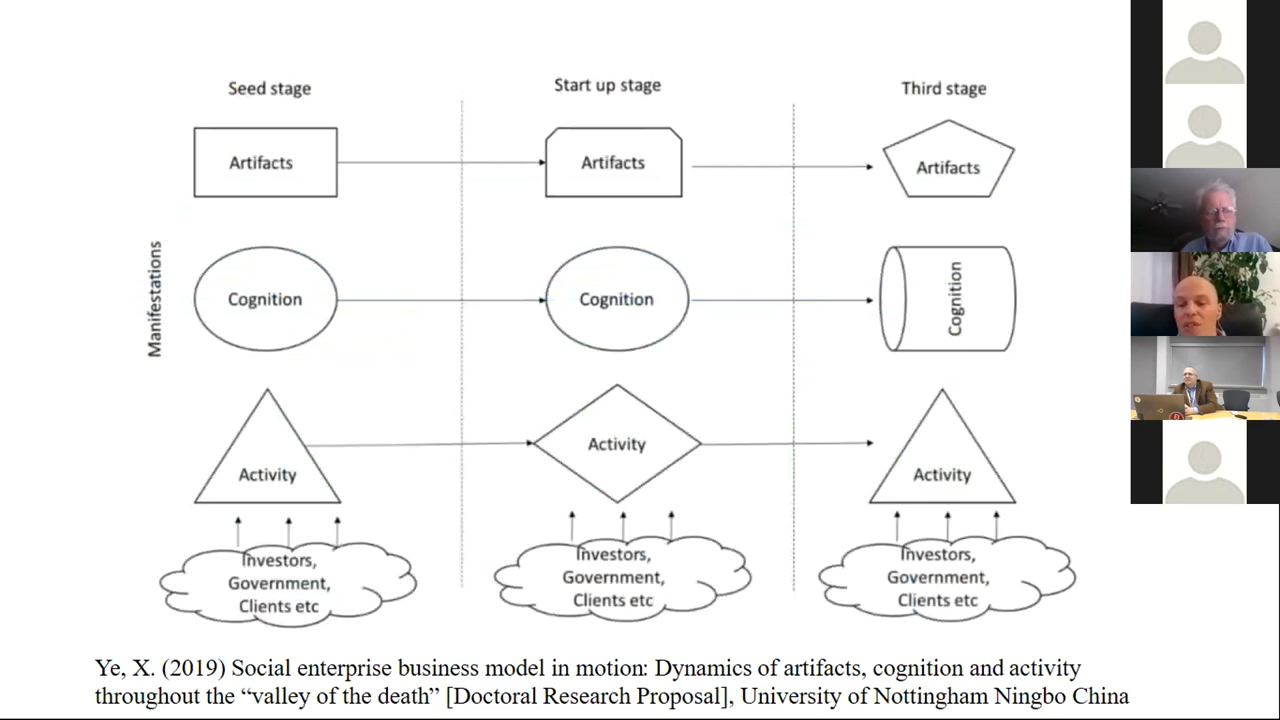 Seed stage
Start up stage
Third stage
Manifestations
Artifacts
Artifacts
Artifacts
Cognition
Cognition
Cognition
Activity
Activity
Activity
Investors,
Government,
Clients etc
Investors,
Government,
Clients etc
Investors,
Government,
Clients etc
Ye, X. (2019) Social enterprise business model in motion: Dynamics of artifacts, cognition and activity
throughout the “valley of the death” [Doctoral Research Proposal], University of Nottingham Ningbo China